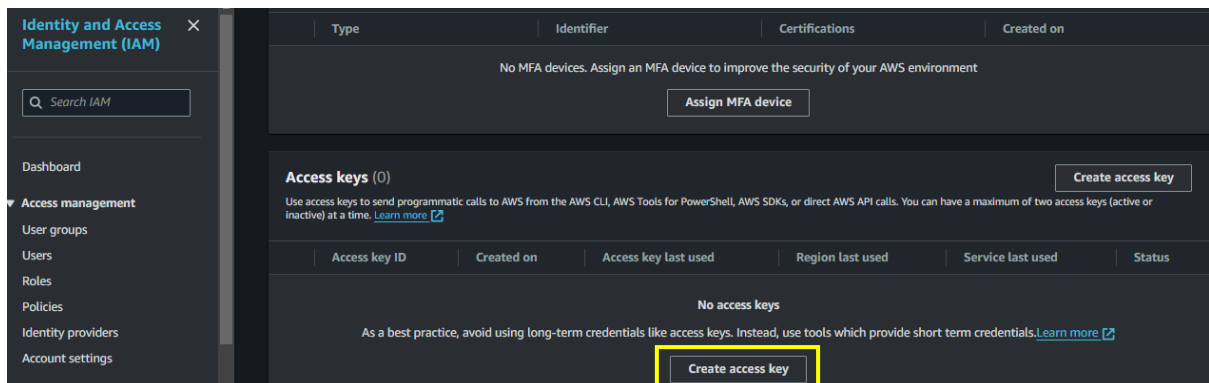 Identity and Access
Management (IAM)
Search IAM
Dashboard
Access management
User groups
Users
Roles
Policies
Identity providers
Account settings
Type Identifier Certifications Created on
No MFA devices. Assign an MFA device to improve the security of your AWS environment
Assign MFA device
Access keys (0)
Create access key
Use access keys to send programmatic calls to AWS from the AWS CLI, AWS Tools for PowerShell, AWS SDKs, or direct AWS API calls. You can have a maximum of two access keys (active or
inactive) at a time. Learn more
Access key ID Created on Access key last used Region last used Service last used Status
No access keys
As a best practice, avoid using long-term credentials like access keys. Instead, use tools which provide short term credentials.Learn more
Create access key